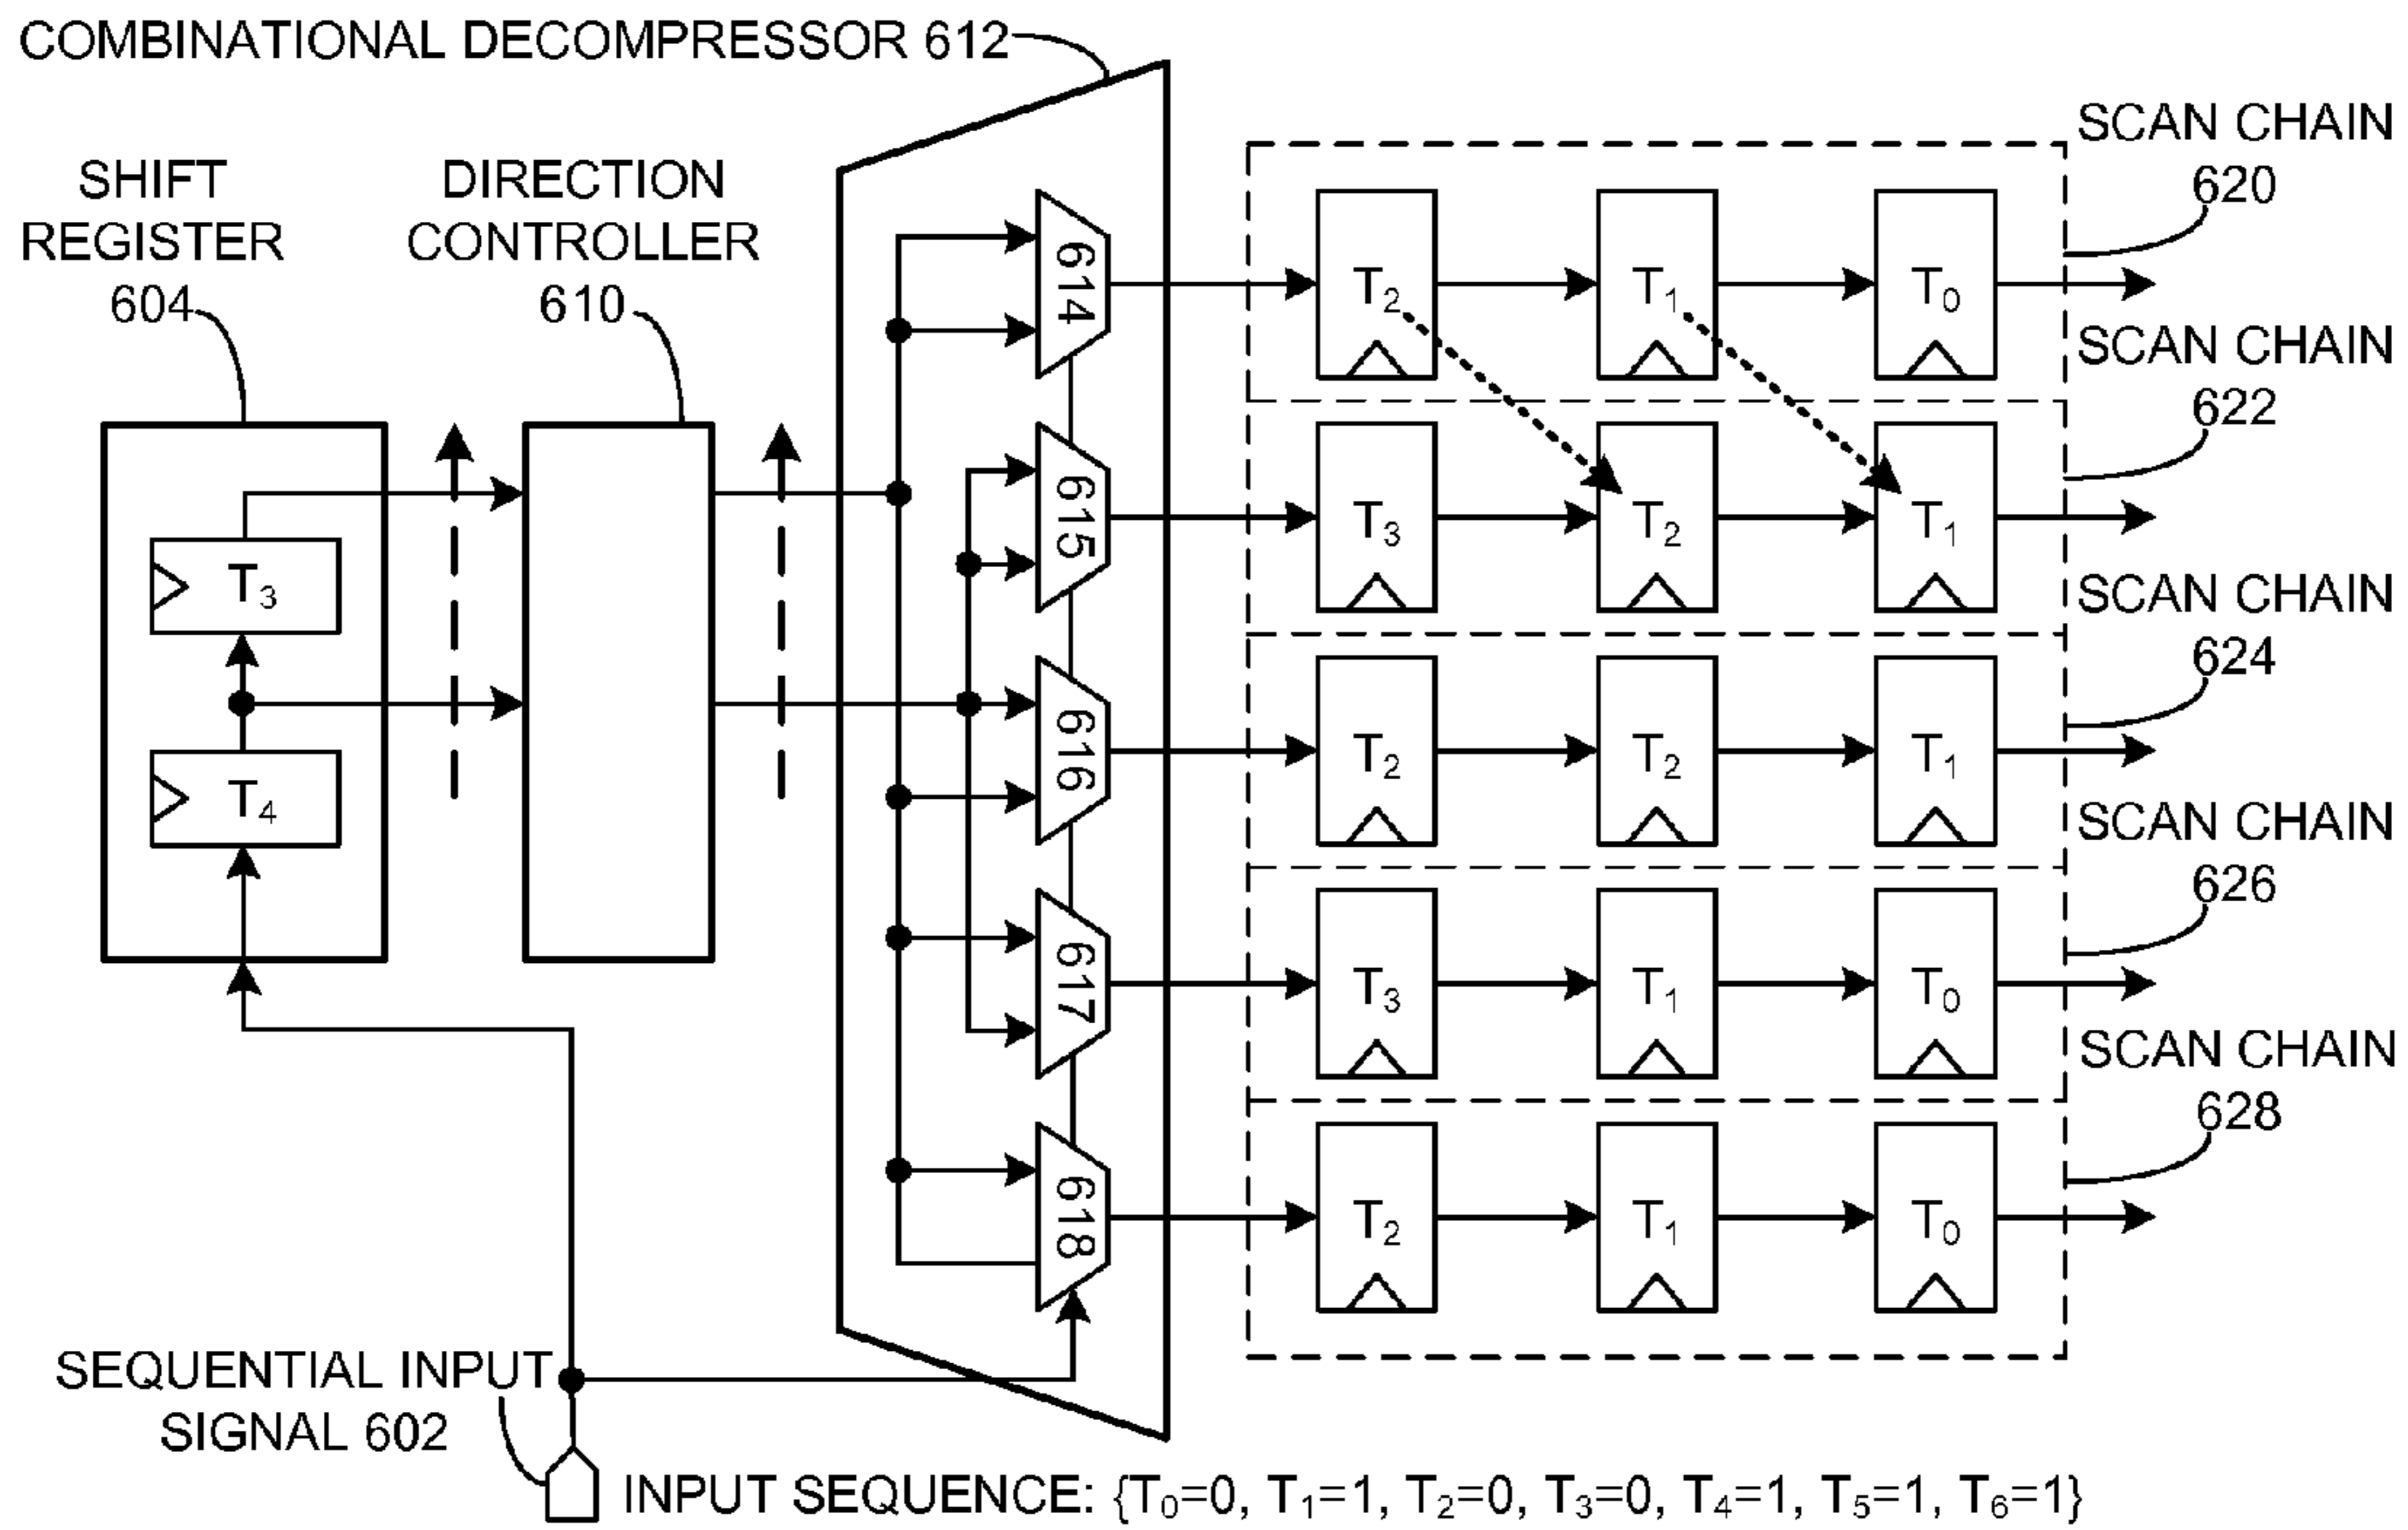 COMBINATIONAL DECOMPRESSOR 612
SHIFT
REGISTER
604
DIRECTION
CONTROLLER
610
T3
T4
614
615
616
617
618
T2
T1
T0
T3
T2
T1
T2
T2
T1
T3
T1
T0
T2
T1
T0
SCAN CHAIN
620
SCAN CHAIN
622
SCAN CHAIN
624
SCAN CHAIN
626
SCAN CHAIN
628
SEQUENTIAL INPUT
SIGNAL 602
INPUT SEQUENCE: {T0=0, T1=1, T2=0, T3=0, T4=1, T5=1, T6=1}